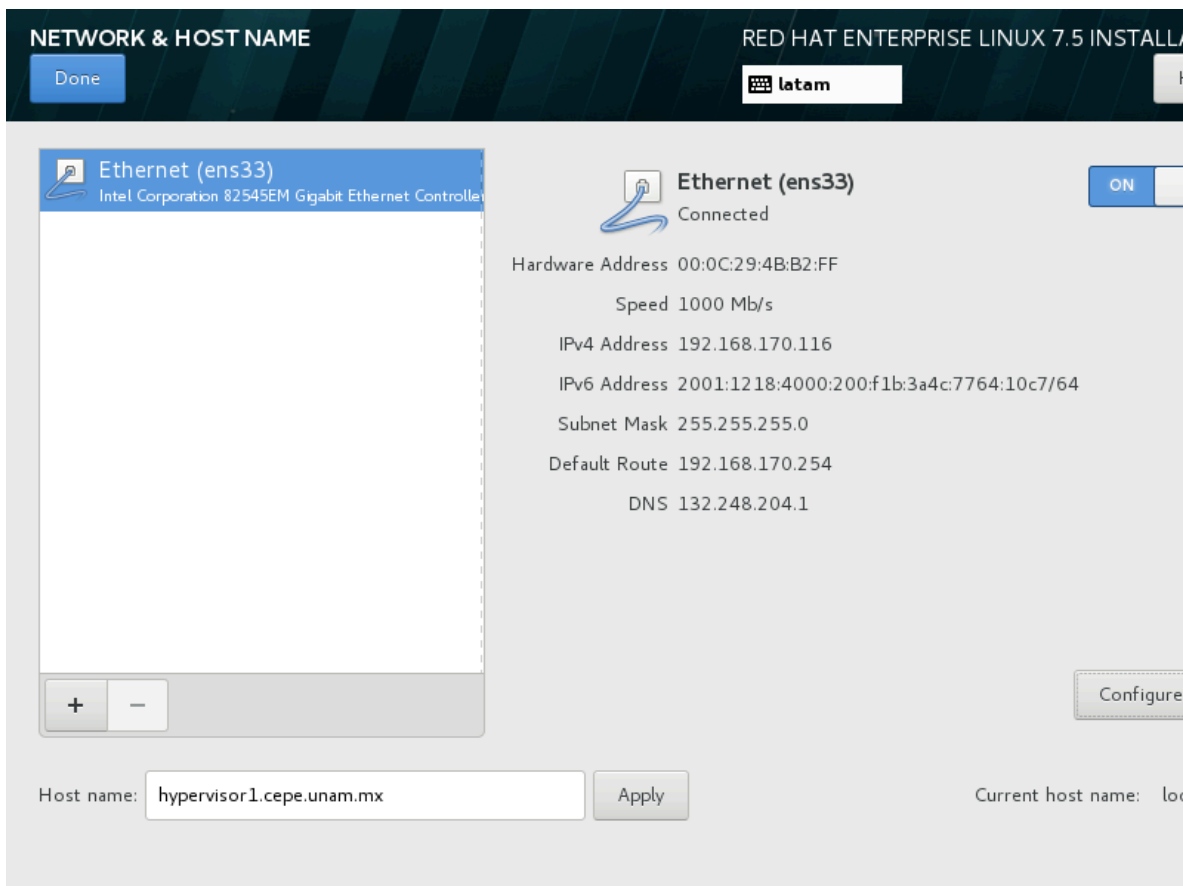 NETWORK & HOST NAME
RED HAT ENTERPRISE LINUX 7.5 INSTALLA
Done
latam
H
Ethernet (ens33)
Intel Corporation 82545EM Gigabit Ethernet Controller
Ethernet (ens33)
Connected
ON
Hardware Address 00:0C:29:4B:B2:FF
Speed 1000 Mb/s
IPv4 Address 192.168.170.116
IPv6 Address 2001:1218:4000:200:f1b:3a4c:7764:10c7/64
Subnet Mask 255.255.255.0
Default Route 192.168.170.254
DNS 132.248.204.1
+ −
Configure
Host name: hypervisor1.cepe.unam.mx Apply Current host name: loc